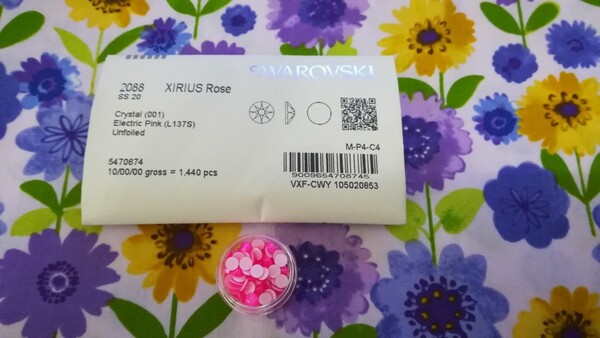 SWAROVSKI
2088 XIRIUS Rose
SS 20
Crystal (001)
Electric Pink (L137S)
Unfoiled
M-P4-C4
5470874
10/00/00 gross = 1,440 pcs
9009654708745
VXF-CWY 105020853